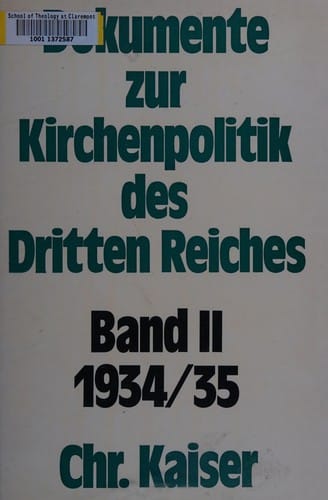 School of Theology at Claremont
1001 1372587
Dokumente
zur
Kirchenpolitik
des
Dritten Reiches
Band II
1934/35
Chr. Kaiser